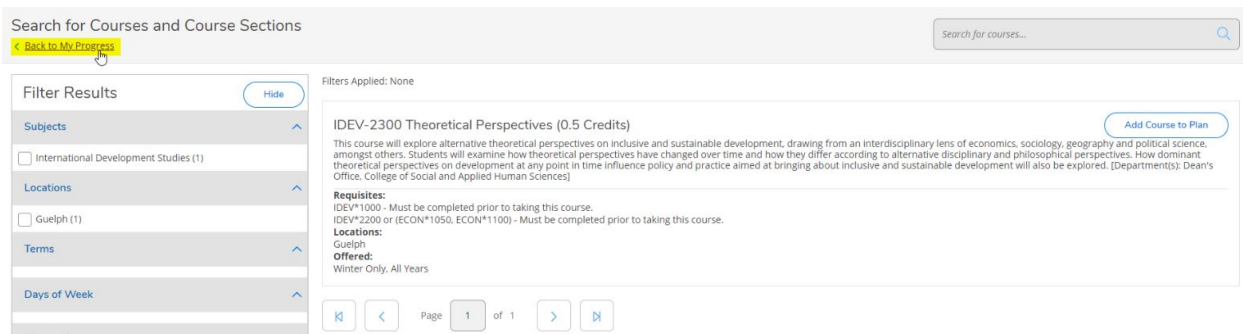 Search for Courses and Course Sections
< Back to My Progress
Search for courses...
Filter Results
Hide
Subjects
International Development Studies (1)
Locations
Guelph (1)
Terms
Days of Week
Filters Applied: None
IDEV-2300 Theoretical Perspectives (0.5 Credits)
Add Course to Plan
This course will explore alternative theoretical perspectives on inclusive and sustainable development, drawing from an interdisciplinary lens of economics, sociology, geography and political science,
amongst others. Students will examine how theoretical perspectives have changed over time and how they differ according to alternative disciplinary and philosophical perspectives. How dominant
theoretical perspectives on development at any point in time influence policy and practice aimed at bringing about inclusive and sustainable development will also be explored. [Department(s): Dean's
Office, College of Social and Applied Human Sciences]
Requisites:
IDEV*1000 - Must be completed prior to taking this course.
IDEV*2200 or (ECON*1050, ECON*1100) - Must be completed prior to taking this course.
Locations:
Guelph
Offered:
Winter Only, All Years
Page 1 of 1